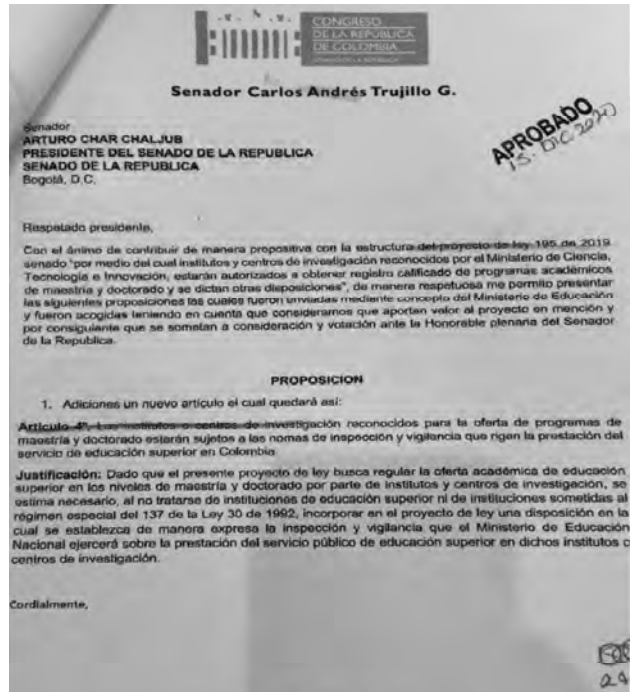 CONGRESO
DE LA REPÚBLICA
DE COLOMBIA
Senador Carlos Andrés Trujillo G.
APROBADO
15. DIC 2020
Senador
ARTURO CHAR CHALJUB
PRESIDENTE DEL SENADO DE LA REPUBLICA
SENADO DE LA REPUBLICA
Bogotá, D.C.
Respetado presidente,
Con el ánimo de contribuir de manera propositiva con la estructura del proyecto de ley 195 de 2019
senado "por medio del cual institutos y centros de investigación reconocidos por el Ministerio de Ciencia,
Tecnología e Innovación, estarán autorizados a obtener registro calificado de programas académicos
de maestría y doctorado y se dictan otras disposiciones", de manera respetuosa me permito presentar
las siguientes proposiciones las cuales fueron enviadas mediante concepto del Ministerio de Educación
y fueron acogidas teniendo en cuenta que consideramos que aportan valor al proyecto en mención y
por consiguiente que se sometan a consideración y votación ante la Honorable plenaria del Senador
de la Republica.
PROPOSICION
1. Adiciones un nuevo artículo el cual quedará así:
Artículo 4º. Los institutos o centros de investigación reconocidos para la oferta de programas de
maestría y doctorado estarán sujetos a las nomas de inspección y vigilancia que rigen la prestación del
servicio de educación superior en Colombia
Justificación: Dado que el presente proyecto de ley busca regular la oferta académica de educación
superior en los niveles de maestría y doctorado por parte de institutos y centros de investigación, se
estima necesario, al no tratarse de instituciones de educación superior ni de instituciones sometidas al
régimen especial del 137 de la Ley 30 de 1992, incorporar en el proyecto de ley una disposición en la
cual se establezca de manera expresa la inspección y vigilancia que el Ministerio de Educación
Nacional ejercerá sobre la prestación del servicio público de educación superior en dichos institutos o
centros de investigación.
Cordialmente,